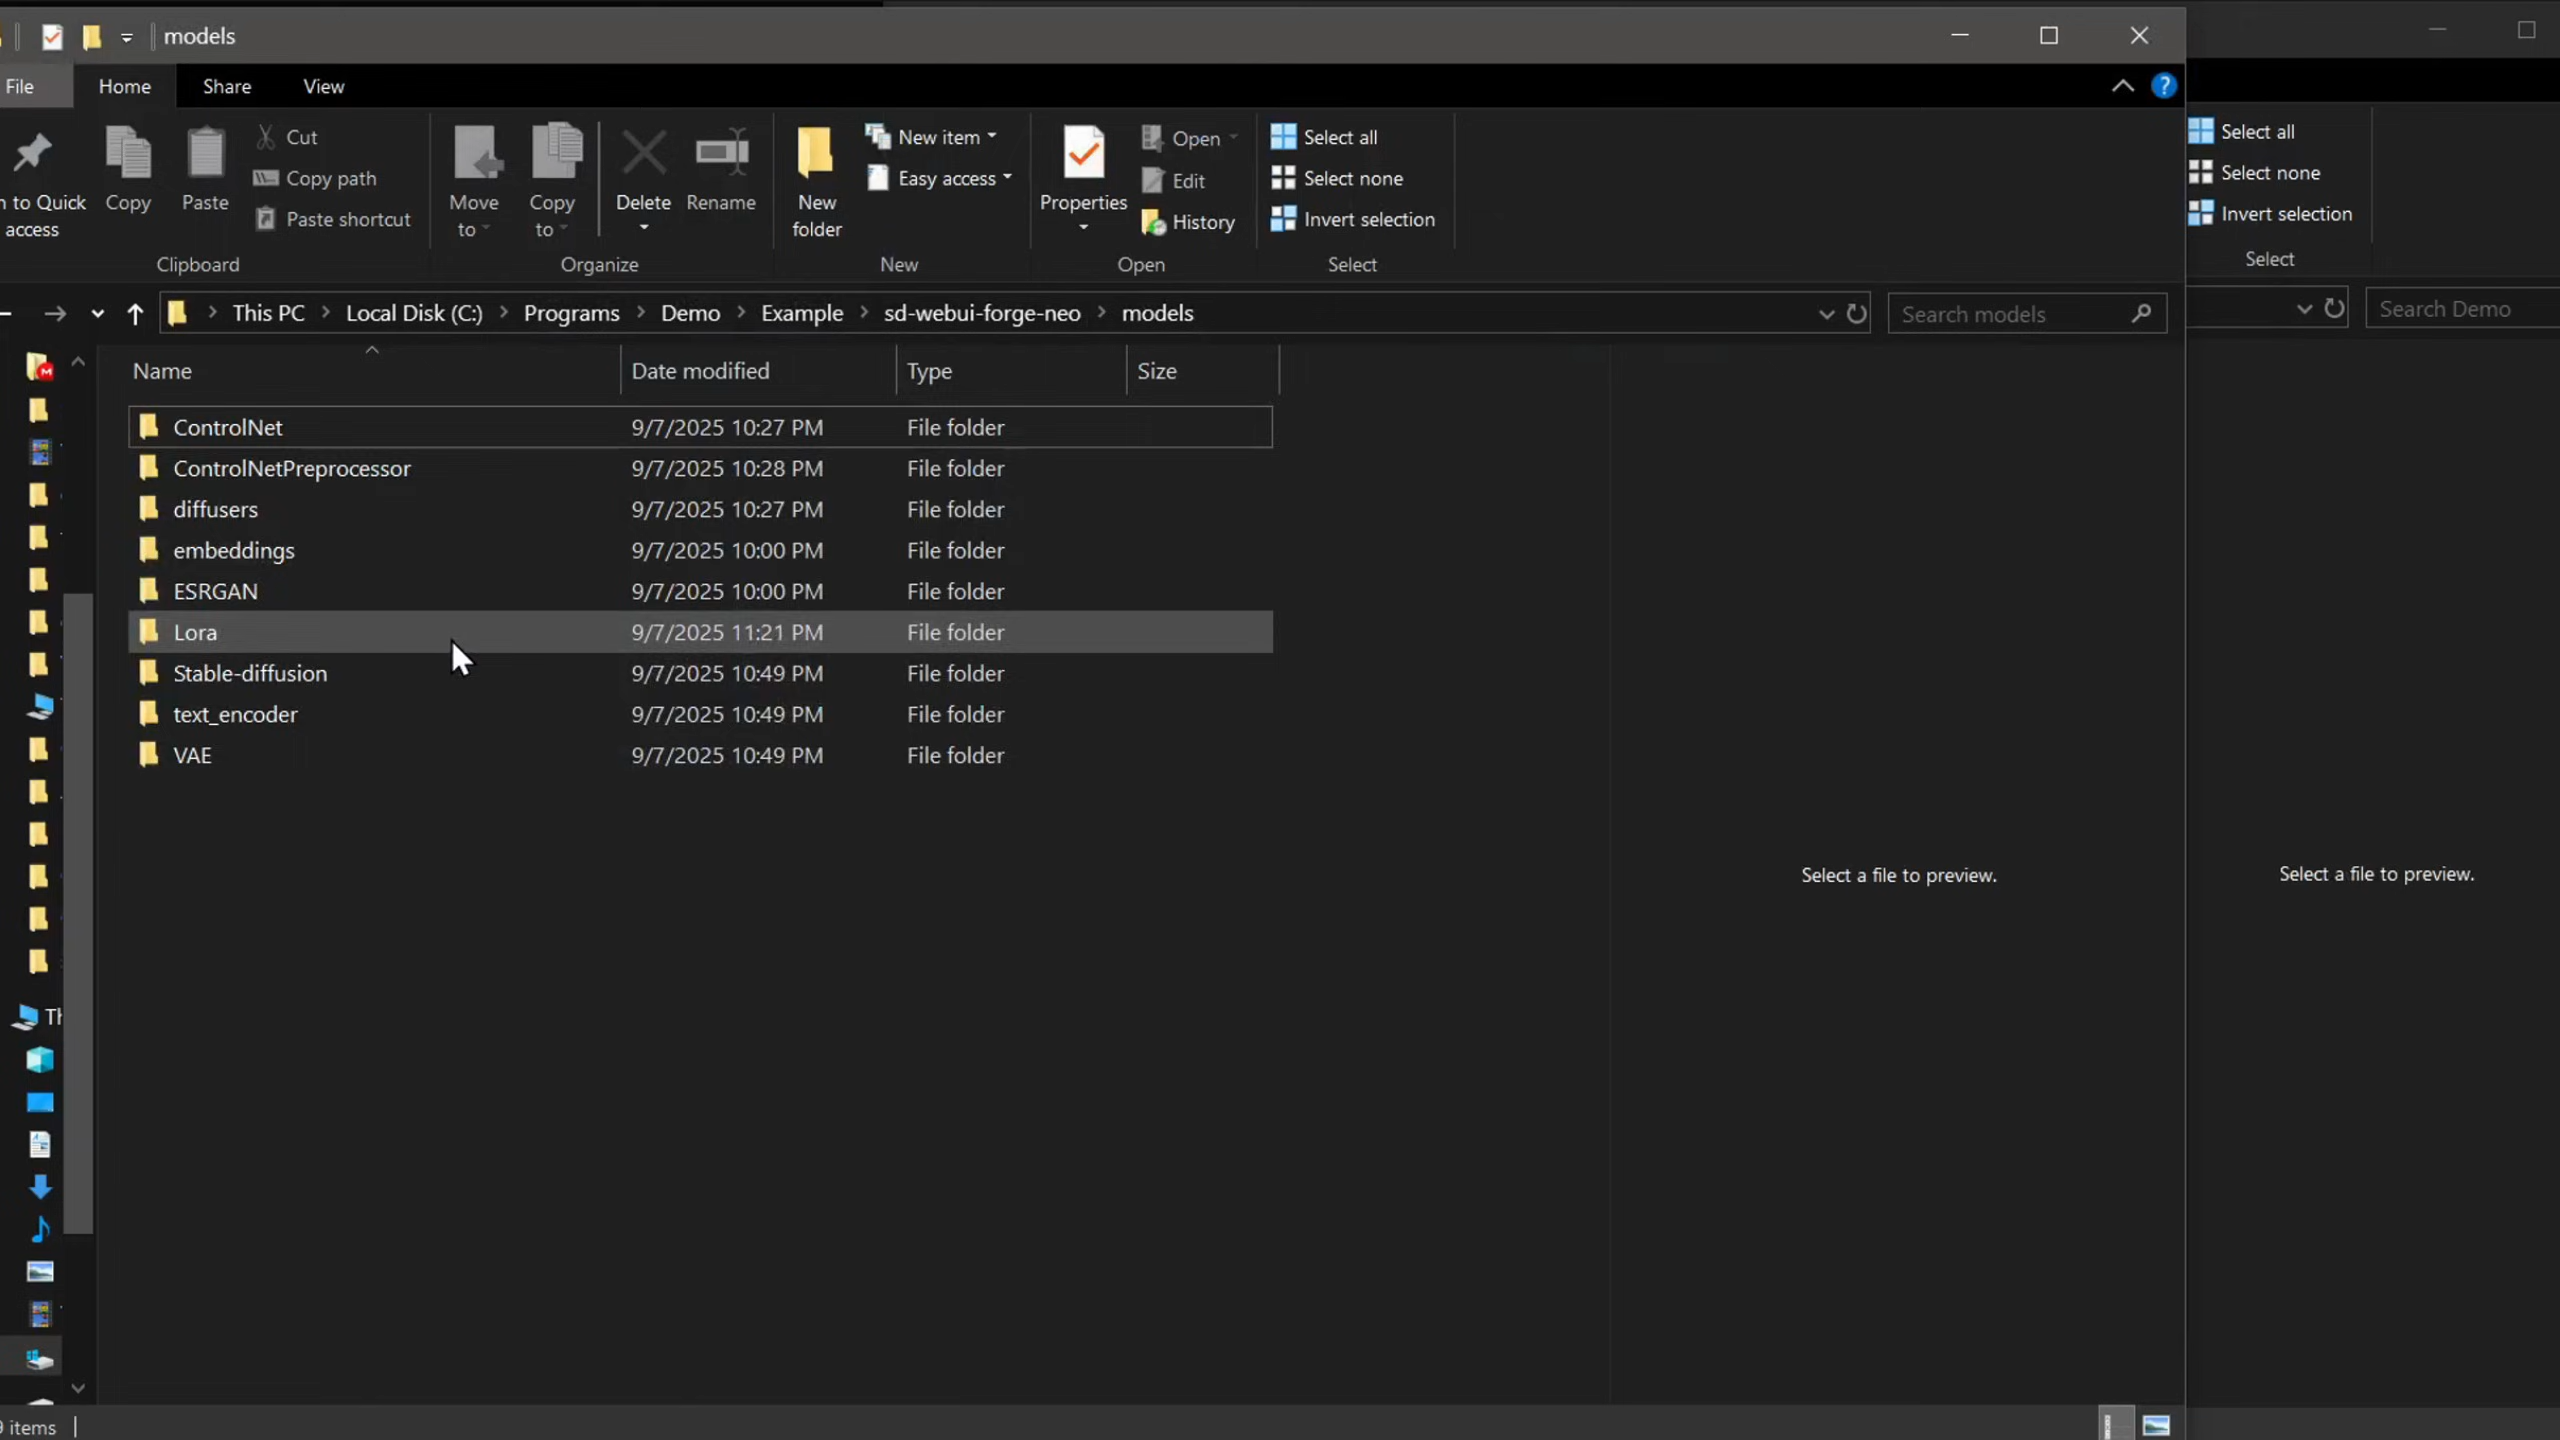 models
File Home Share View
n to Quick access
Copy
Paste
Cut
Copy path
Paste shortcut
Clipboard
Move to
Copy to
Delete
Rename
Organize
New folder
New item
Easy access
New
Properties
Open
Edit
History
Open
Select all
Select none
Invert selection
Select
Select all
Select none
Invert selection
Select
This PC > Local Disk (C:) > Programs > Demo > Example > sd-webui-forge-neo > models
Search models
Search Demo
Name Date modified Type Size
ControlNet 9/7/2025 10:27 PM File folder
ControlNetPreprocessor 9/7/2025 10:28 PM File folder
diffusers 9/7/2025 10:27 PM File folder
embeddings 9/7/2025 10:00 PM File folder
ESRGAN 9/7/2025 10:00 PM File folder
Lora 9/7/2025 11:21 PM File folder
Stable-diffusion 9/7/2025 10:49 PM File folder
text_encoder 9/7/2025 10:49 PM File folder
VAE 9/7/2025 10:49 PM File folder
Select a file to preview.
Select a file to preview.
Th
9 items